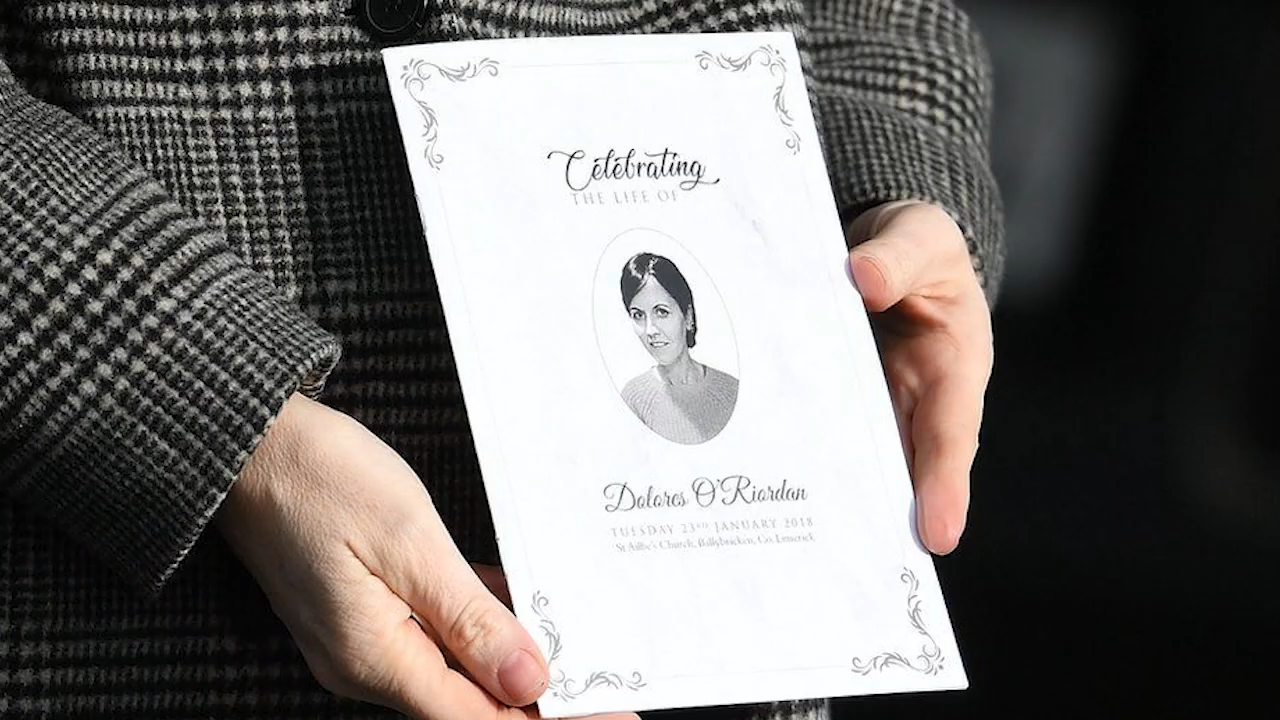 Celebrating
THE LIFE OF
Dolores O'Riordan
TUESDAY 23RD JANUARY 2018
St Ailbe's Church, Ballybricken, Co. Limerick